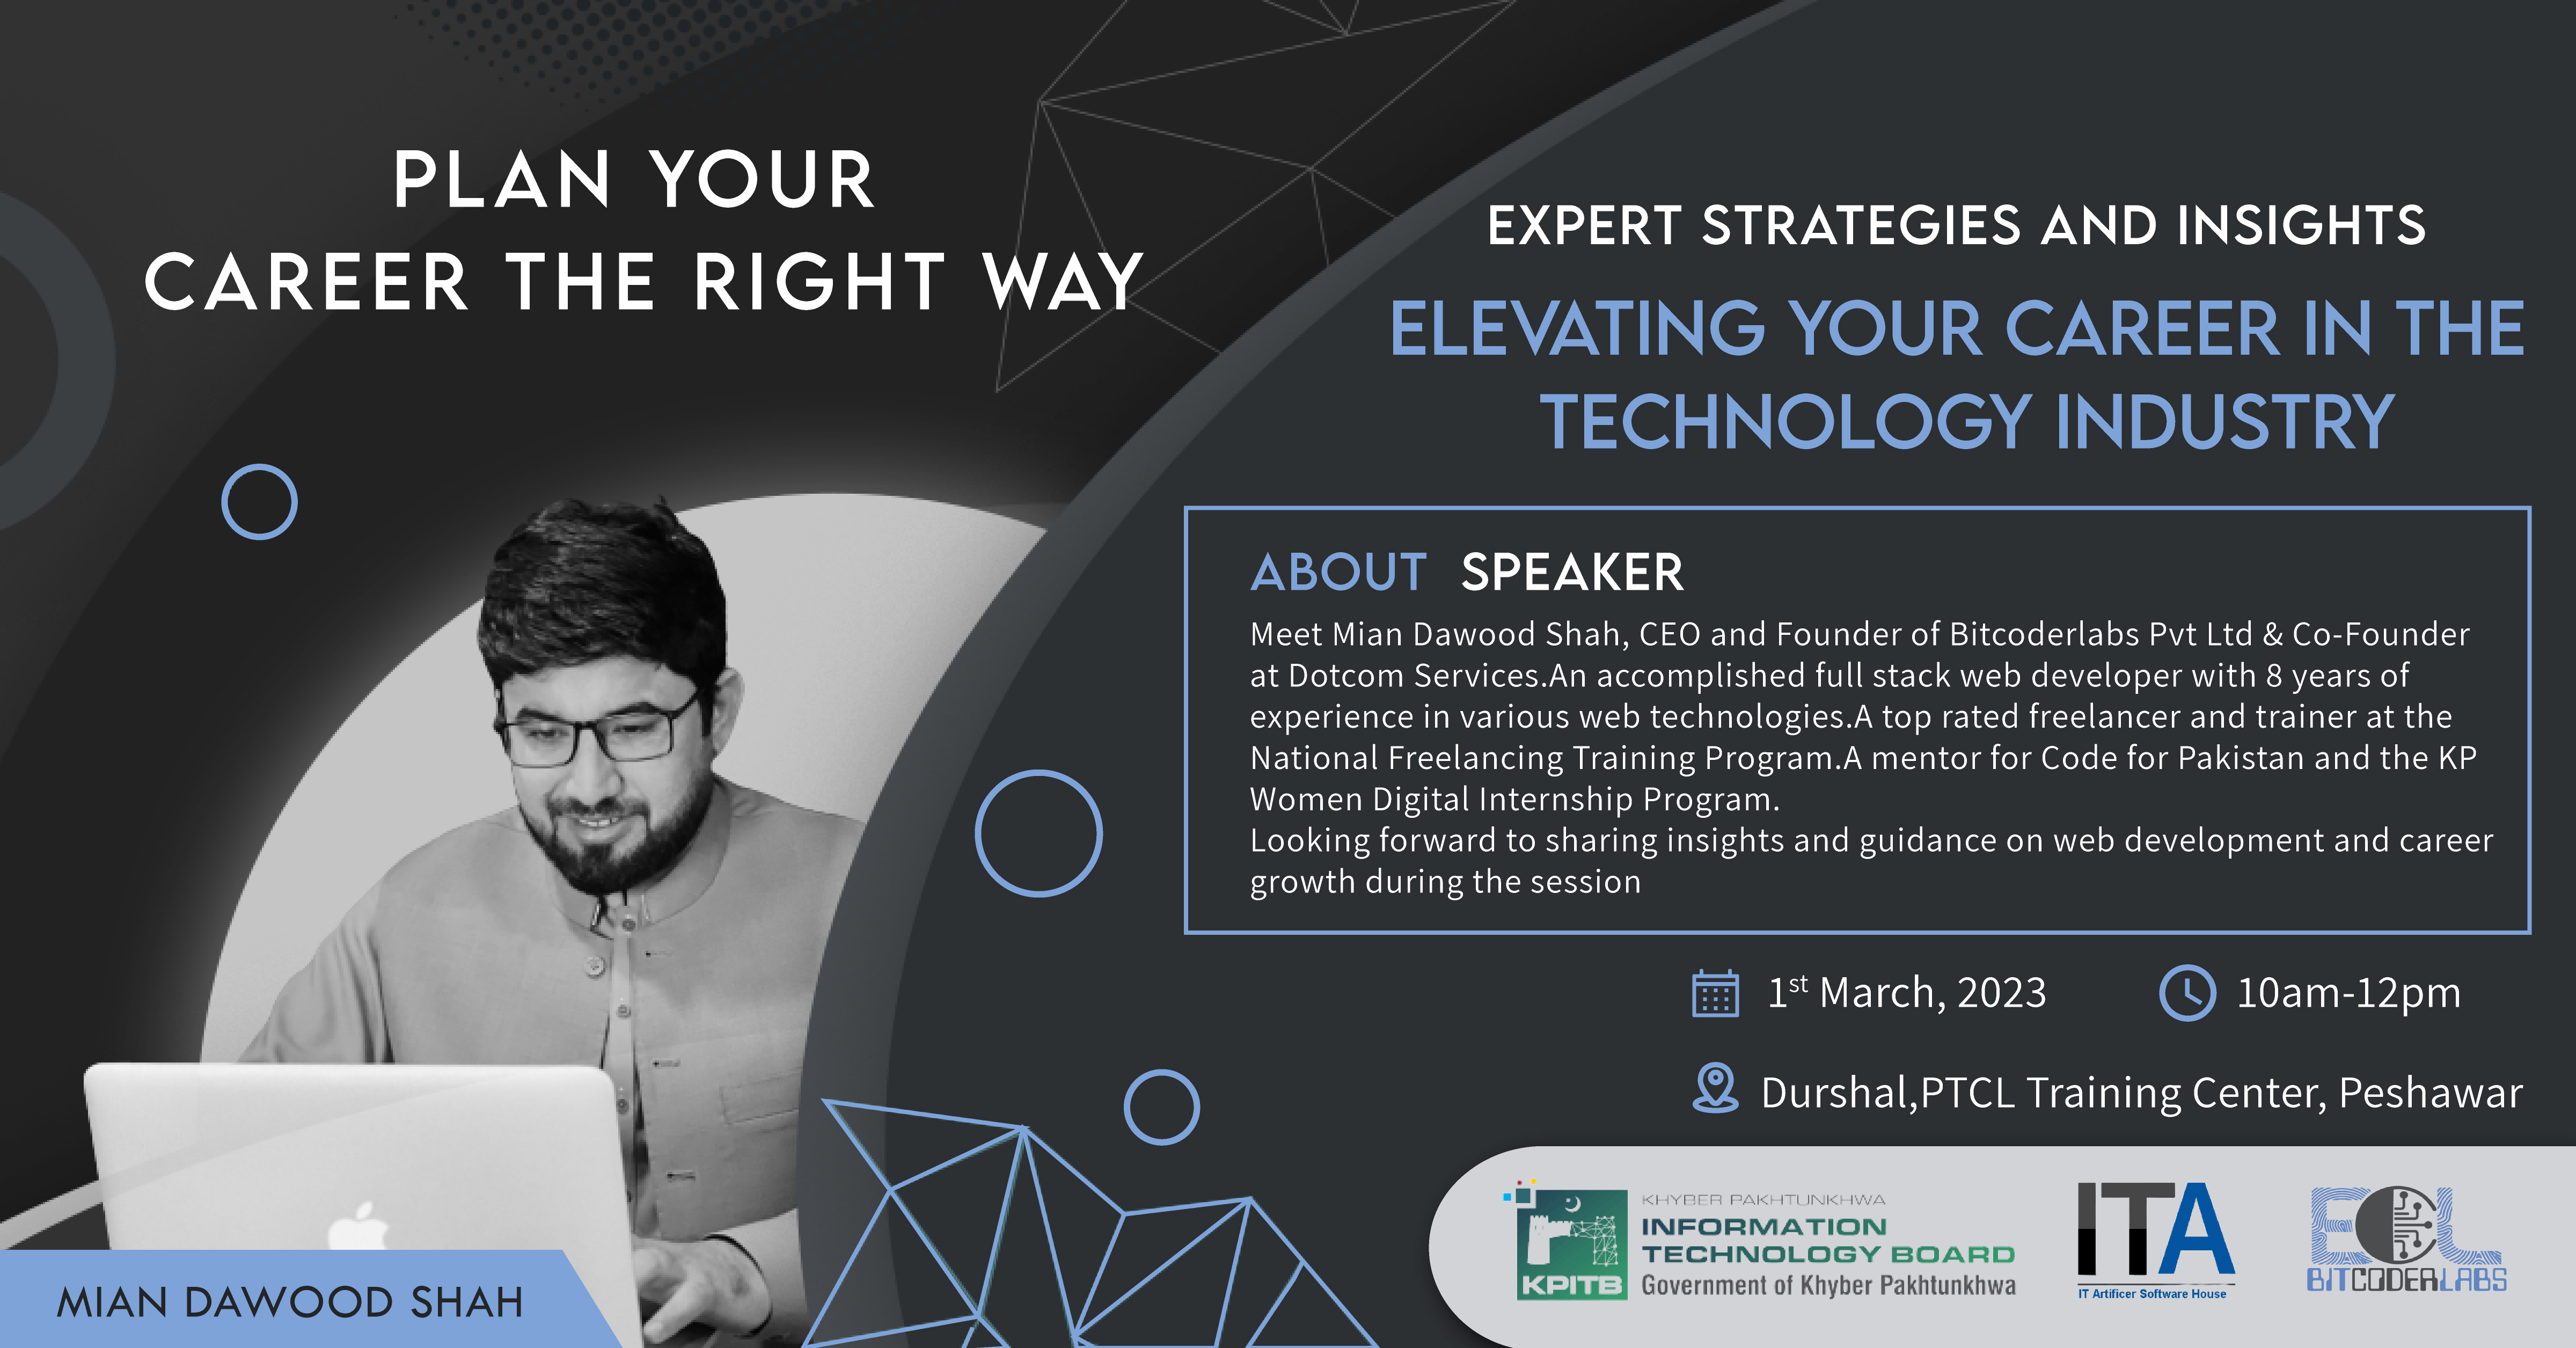 PLAN YOUR
CAREER THE RIGHT WAY
EXPERT STRATEGIES AND INSIGHTS
ELEVATING YOUR CAREER IN THE
TECHNOLOGY INDUSTRY
ABOUT SPEAKER
Meet Mian Dawood Shah, CEO and Founder of Bitcoderlabs Pvt Ltd & Co-Founder
at Dotcom Services.An accomplished full stack web developer with 8 years of
experience in various web technologies.A top rated freelancer and trainer at the
National Freelancing Training Program.A mentor for Code for Pakistan and the KP
Women Digital Internship Program.
Looking forward to sharing insights and guidance on web development and career
growth during the session
1st March, 2023
10am-12pm
Durshal,PTCL Training Center, Peshawar
MIAN DAWOOD SHAH
KPITB
KHYBER PAKHTUNKHWA
INFORMATION
TECHNOLOGY BOARD
Government of Khyber Pakhtunkhwa
ITA
IT Artificer Software House
BCL
BITCODERLABS